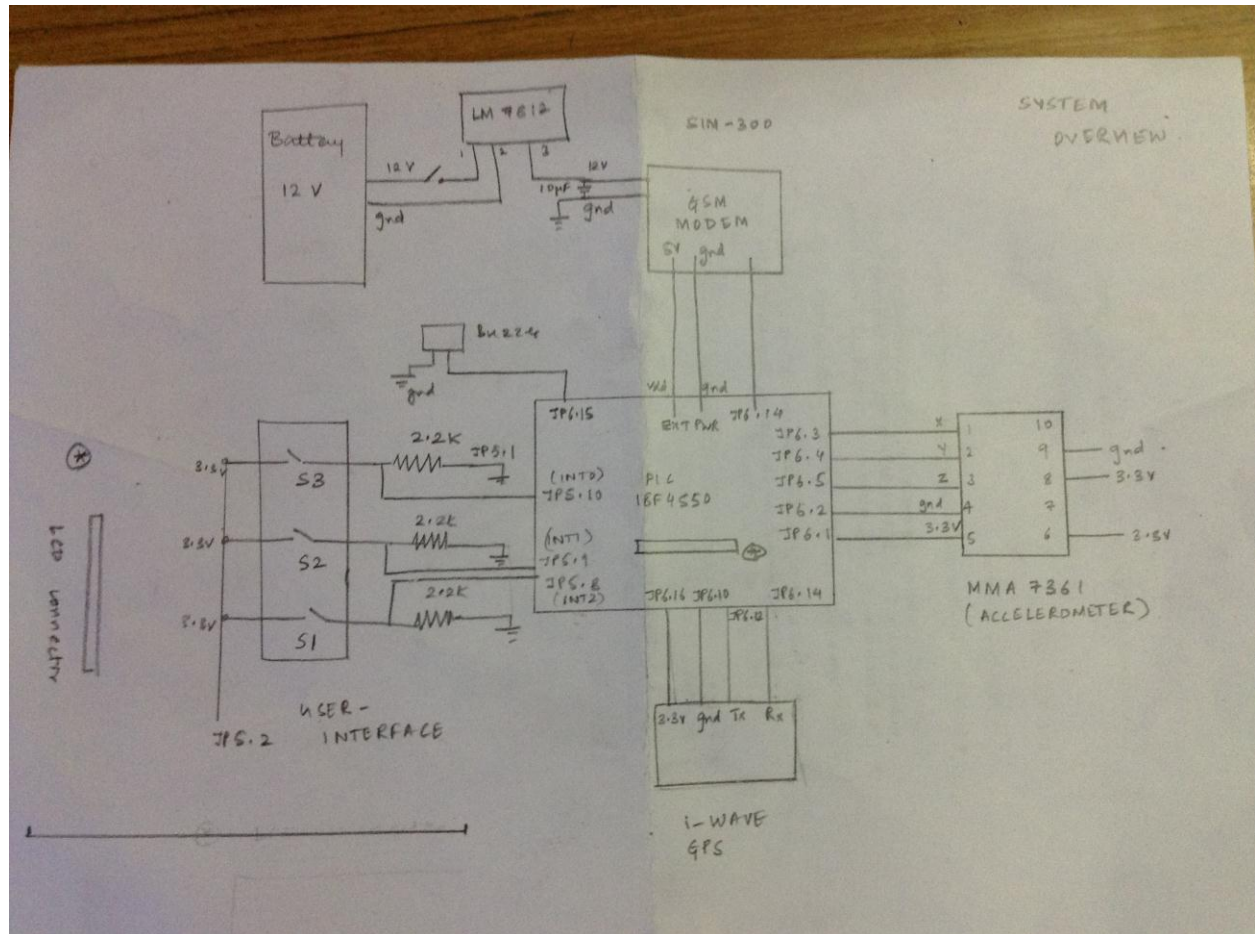 SYSTEM
OVERVIEW.
LM 7812
1 2 3
Battery
12 V
12 V
gnd
SIM-300
12V
10µF
gnd
GSM
MODEM
5V gnd
Buzzer
gnd
Vdd gnd
JP6.15
EXT PWR
JP6.14
JP6.3
JP6.4
JP6.5
JP6.2
JP6.1
PIC
18F4550
(INT0)
JP5.10
(INT1)
JP5.9
JP5.8
(INT2)
JP6.16 JP6.10
JP6.14
X
Y
Z
gnd
3.3V
1
2
3
4
5
10
9
8
7
6
gnd
3.3V
3.3V
MMA 7361
(ACCELEROMETER)
3.3V
S3
2.2K
JP5.1
3.3V
S2
2.2K
3.3V
S1
2.2K
JP5.2
USER-
INTERFACE
LCD connector
3.3V gnd Tx Rx
i-WAVE
GPS